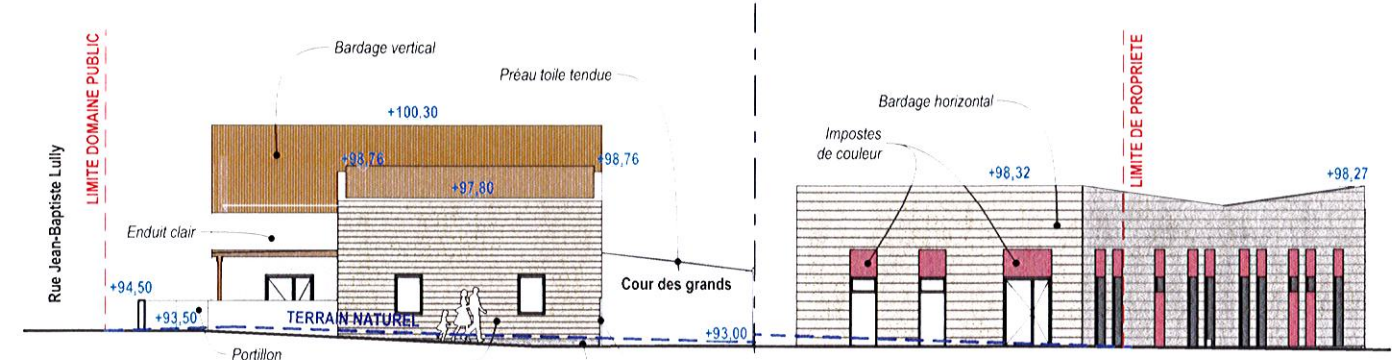 Rue Jean-Baptiste Lully
LIMITE DOMAINE PUBLIC
Bardage vertical
Préau toile tendue
+100.30
+98,76
+98,76
+97,80
Enduit clair
+94,50
+93,50
TERRAIN NATUREL
Portillon
Cour des grands
+93,00
Bardage horizontal
Impostes
de couleur
+98,32
LIMITE DE PROPRIETE
+98,27